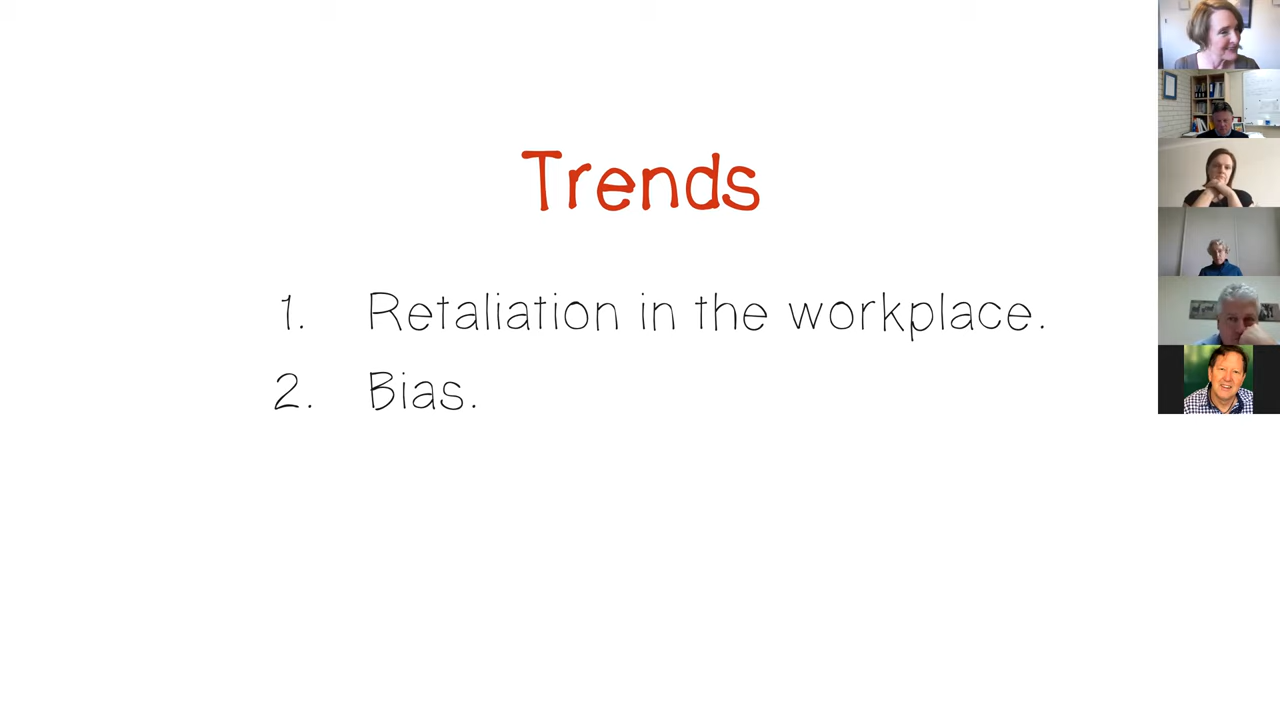 Trends
1. Retaliation in the workplace.
2. Bias.